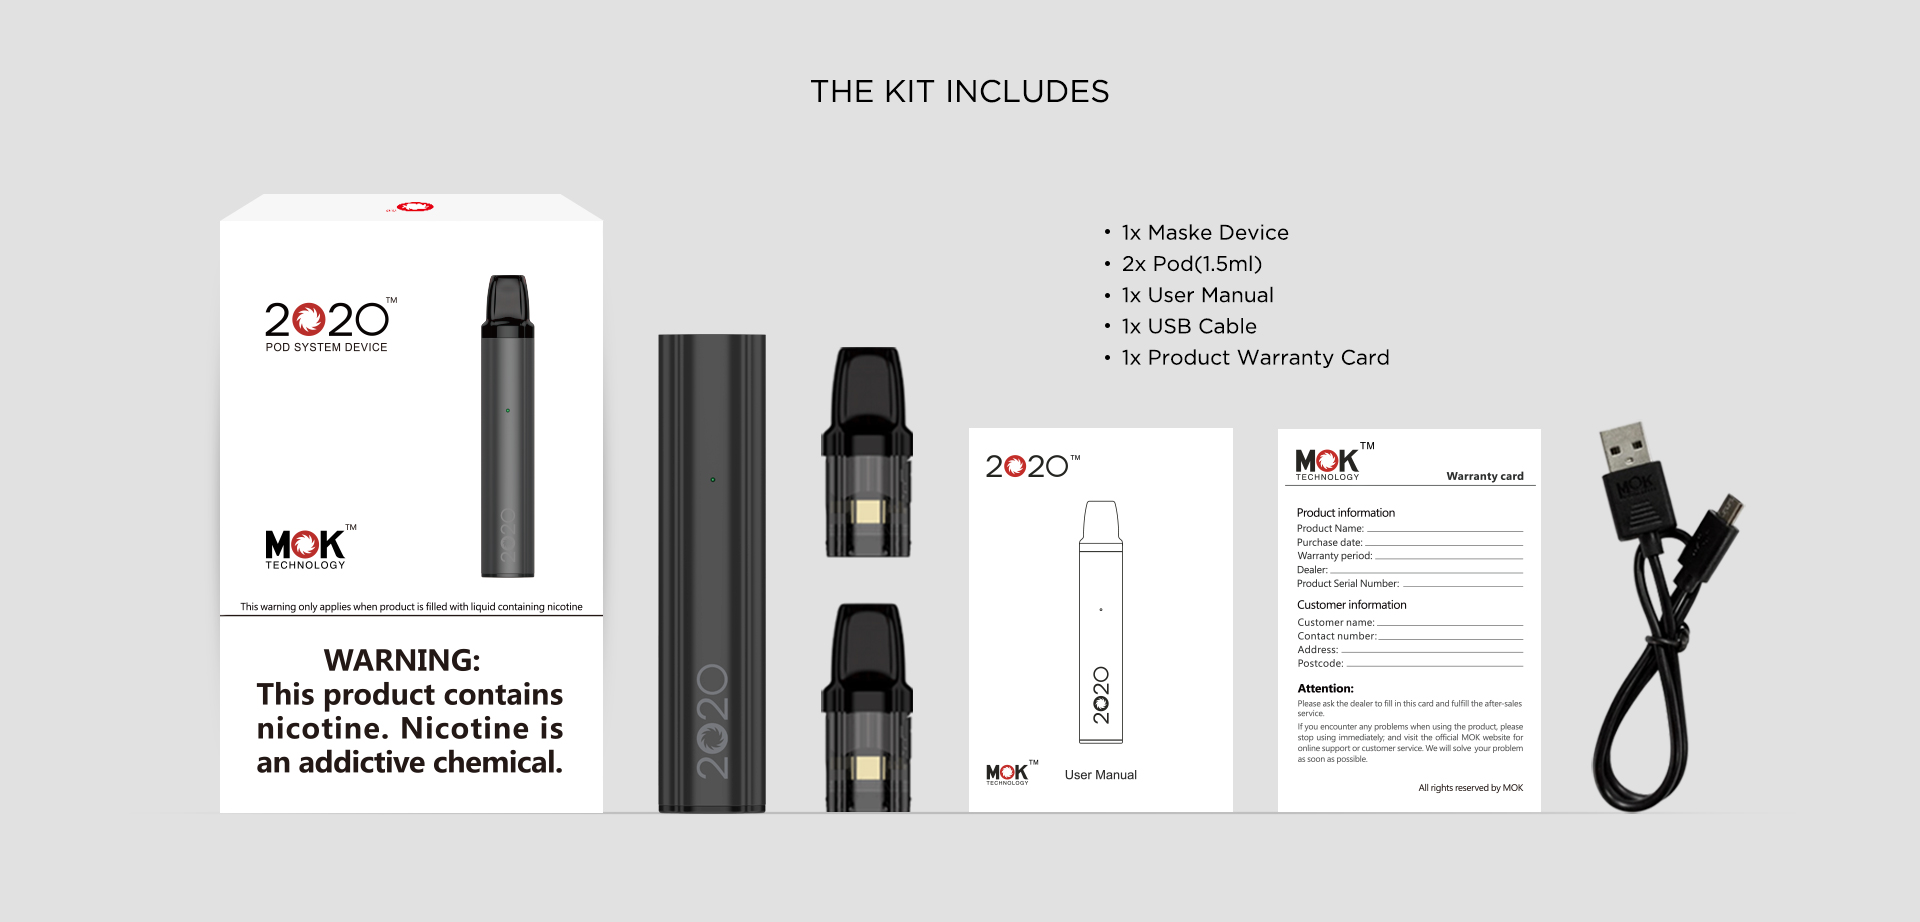 THE KIT INCLUDES
• 1x Maske Device
• 2x Pod(1.5ml)
• 1x User Manual
• 1x USB Cable
• 1x Product Warranty Card
2020™
POD SYSTEM DEVICE
2020
MOK™
TECHNOLOGY
This warning only applies when product is filled with liquid containing nicotine
WARNING:
This product contains
nicotine. Nicotine is
an addictive chemical.
2020
2020™
2020
MOK™
TECHNOLOGY
User Manual
MOK™
TECHNOLOGY
Warranty card
Product information
Product Name:
Purchase date:
Warranty period:
Dealer:
Product Serial Number:
Customer information
Customer name:
Contact number:
Address:
Postcode:
Attention:
Please ask the dealer to fill in this card and fulfill the after-sales
service.
If you encounter any problems when using the product, please
stop using immediately; and visit the official MOK website for
online support or customer service. We will solve your problem
as soon as possible.
All rights reserved by MOK
MOK